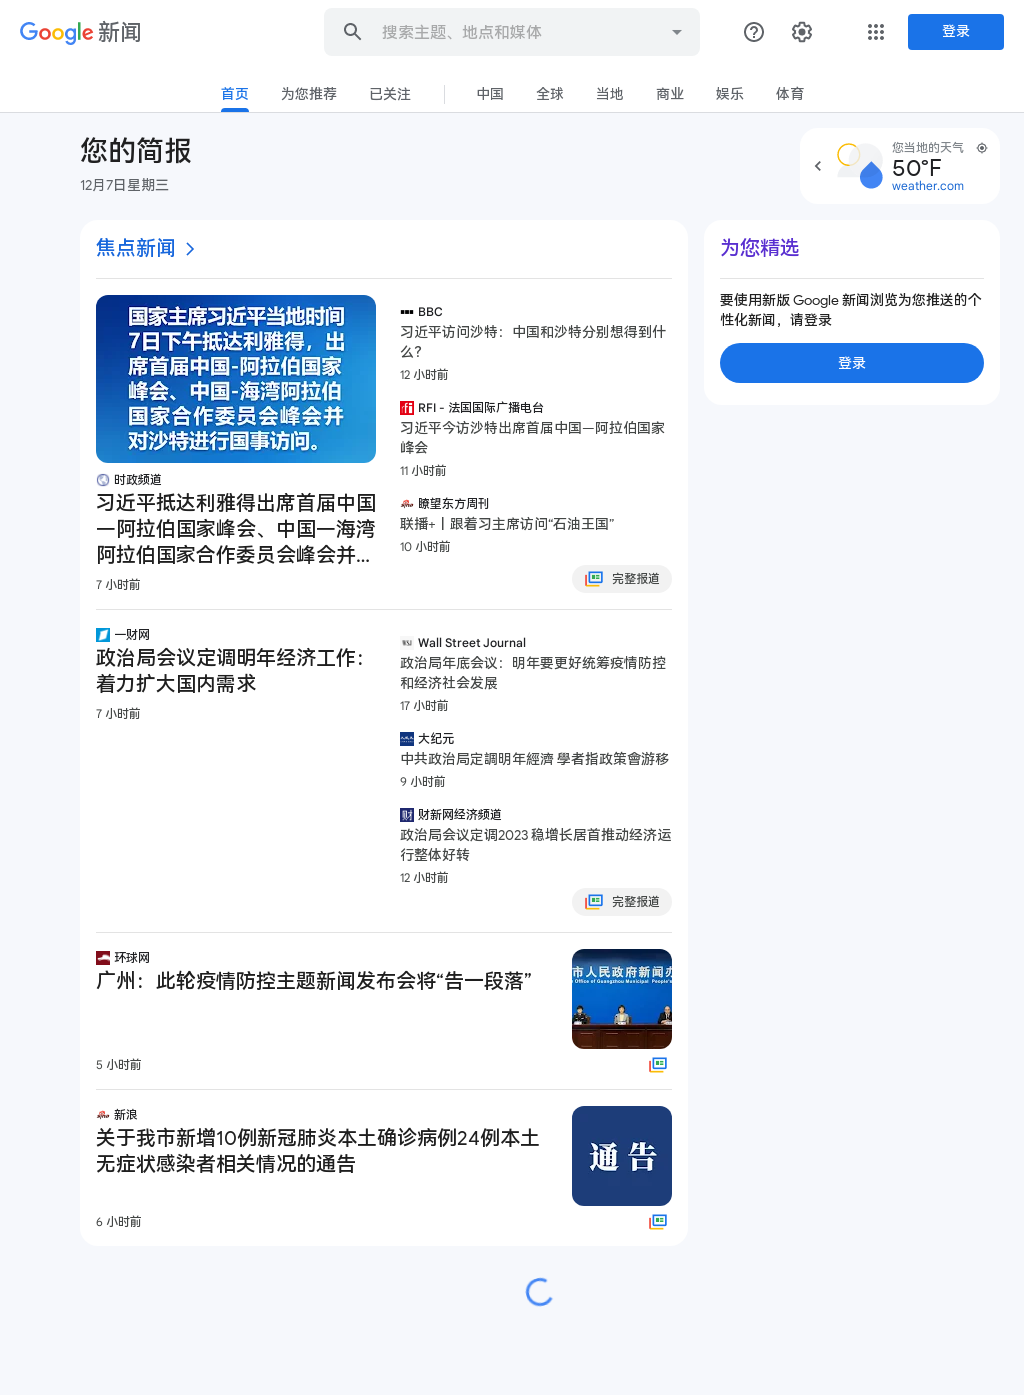 Google 新闻
搜索主题、地点和媒体
登录
首页
为您推荐
已关注
中国
全球
当地
商业
娱乐
体育
您的简报
12月7日星期三
您当地的天气
50°F
weather.com
焦点新闻
国家主席习近平当地时间
7日下午抵达利雅得，出
席首届中国-阿拉伯国家
峰会、中国-海湾阿拉伯
国家合作委员会峰会并
对沙特进行国事访问。
时政频道
习近平抵达利雅得出席首届中国
—阿拉伯国家峰会、中国—海湾
阿拉伯国家合作委员会峰会并...
7 小时前
BBC
习近平访问沙特：中国和沙特分别想得到什
么？
12 小时前
RFI - 法国国际广播电台
习近平今访沙特出席首届中国—阿拉伯国家
峰会
11 小时前
瞭望东方周刊
联播+丨跟着习主席访问“石油王国”
10 小时前
完整报道
一财网
政治局会议定调明年经济工作：
着力扩大国内需求
7 小时前
WSJ
Wall Street Journal
政治局年底会议：明年要更好统筹疫情防控
和经济社会发展
17 小时前
大纪元
中共政治局定調明年經濟 學者指政策會游移
9 小时前
财
财新网经济频道
政治局会议定调2023 稳增长居首推动经济运
行整体好转
12 小时前
完整报道
环球网
广州：此轮疫情防控主题新闻发布会将“告一段落”
5 小时前
市人民政府新闻办
Office of Guangzhou Municipal People's
新浪
关于我市新增10例新冠肺炎本土确诊病例24例本土
无症状感染者相关情况的通告
6 小时前
通告
为您精选
要使用新版 Google 新闻浏览为您推送的个
性化新闻，请登录
登录